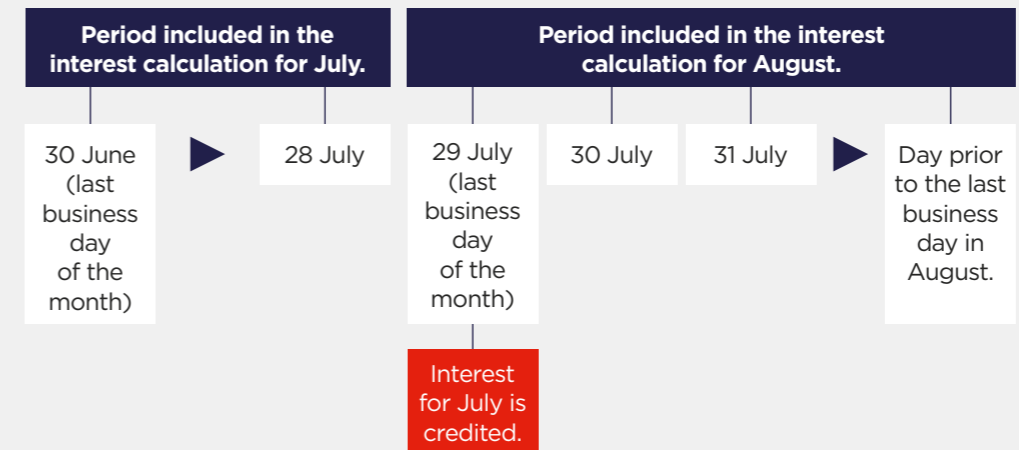 Period included in the
interest calculation for July.
Period included in the interest
calculation for August.
30 June
(last
business
day
of the
month)
28 July
29 July
(last
business
day
of the
month)
30 July
31 July
Day prior
to the last
business
day in
August.
Interest
for July is
credited.